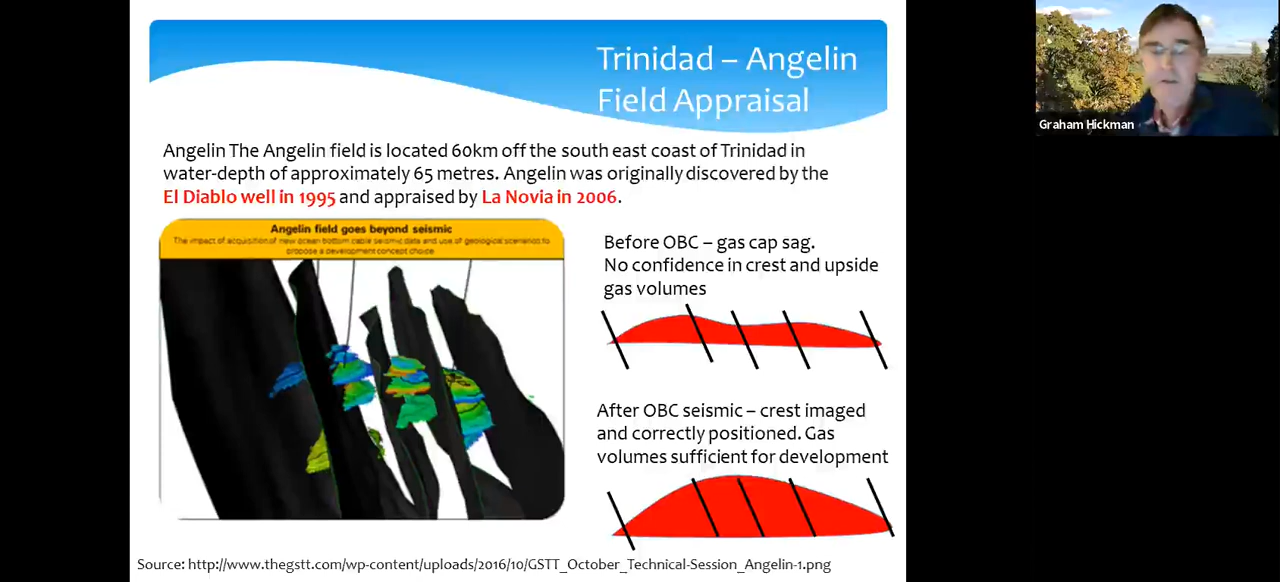 Trinidad – Angelin
Field Appraisal
Graham Hickman
Angelin The Angelin field is located 60km off the south east coast of Trinidad in
water-depth of approximately 65 metres. Angelin was originally discovered by the
El Diablo well in 1995 and appraised by La Novia in 2006.
Angelin field goes beyond seismic
The impact of acquisition of new ocean bottom cable seismic data and use of geological scenarios to
propose a development concept choice
Before OBC – gas cap sag.
No confidence in crest and upside
gas volumes
After OBC seismic – crest imaged
and correctly positioned. Gas
volumes sufficient for development
Source: http://www.thegstt.com/wp-content/uploads/2016/10/GSTT_October_Technical-Session_Angelin-1.png